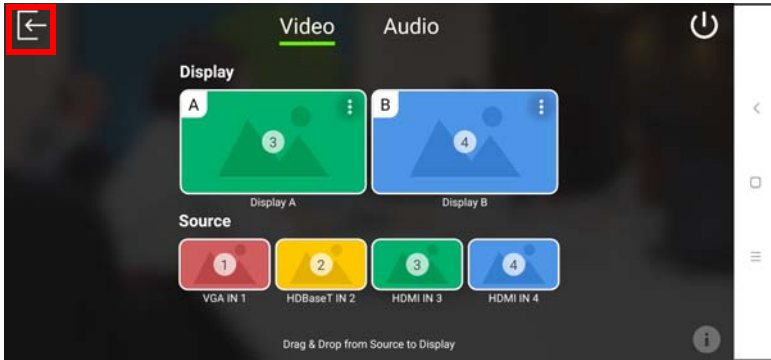 Video Audio
Display
A B
3 4
Display A Display B
Source
1 2 3 4
VGA IN 1 HDBaseT IN 2 HDMI IN 3 HDMI IN 4
Drag & Drop from Source to Display
i